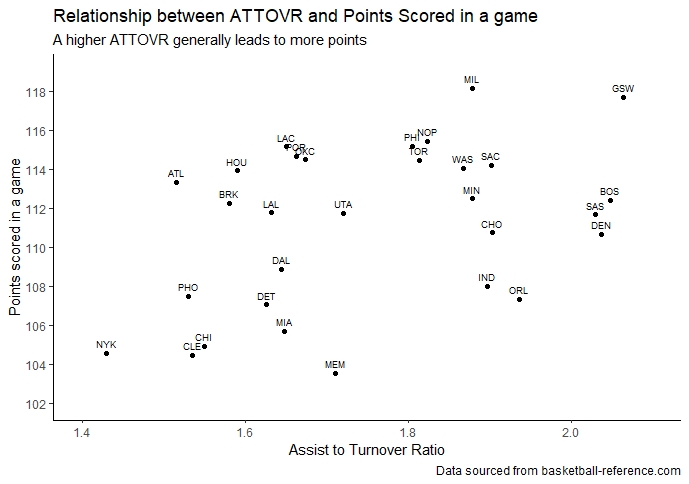 Relationship between ATTOVR and Points Scored in a game
A higher ATTOVR generally leads to more points
Points scored in a game
118
116
114
112
110
108
106
104
102
MIL
GSW
LAC
POR
OKC
PHI
NOP
TOR
WAS
SAC
ATL
HOU
BRK
LAL
UTA
MIN
BOS
SAS
DEN
CHO
DAL
IND
ORL
PHO
DET
MIA
NYK
CLE
CHI
MEM
1.4
1.6
1.8
2.0
Assist to Turnover Ratio
Data sourced from basketball-reference.com